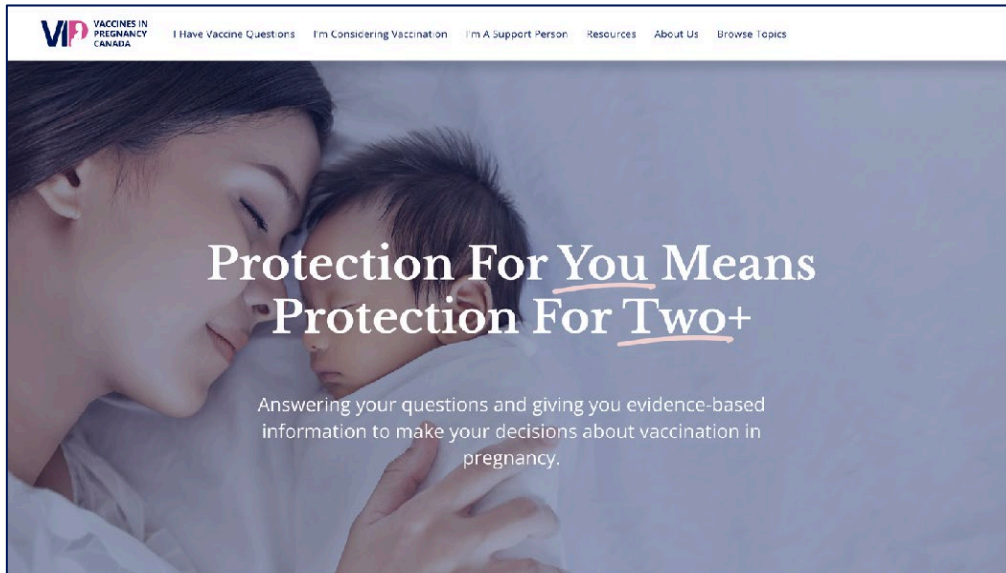 VIP
VACCINES IN
PREGNANCY
CANADA
I Have Vaccine Questions I'm Considering Vaccination I'm A Support Person Resources About Us Browse Topics
Protection For You Means
Protection For Two+
Answering your questions and giving you evidence-based
information to make your decisions about vaccination in
pregnancy.